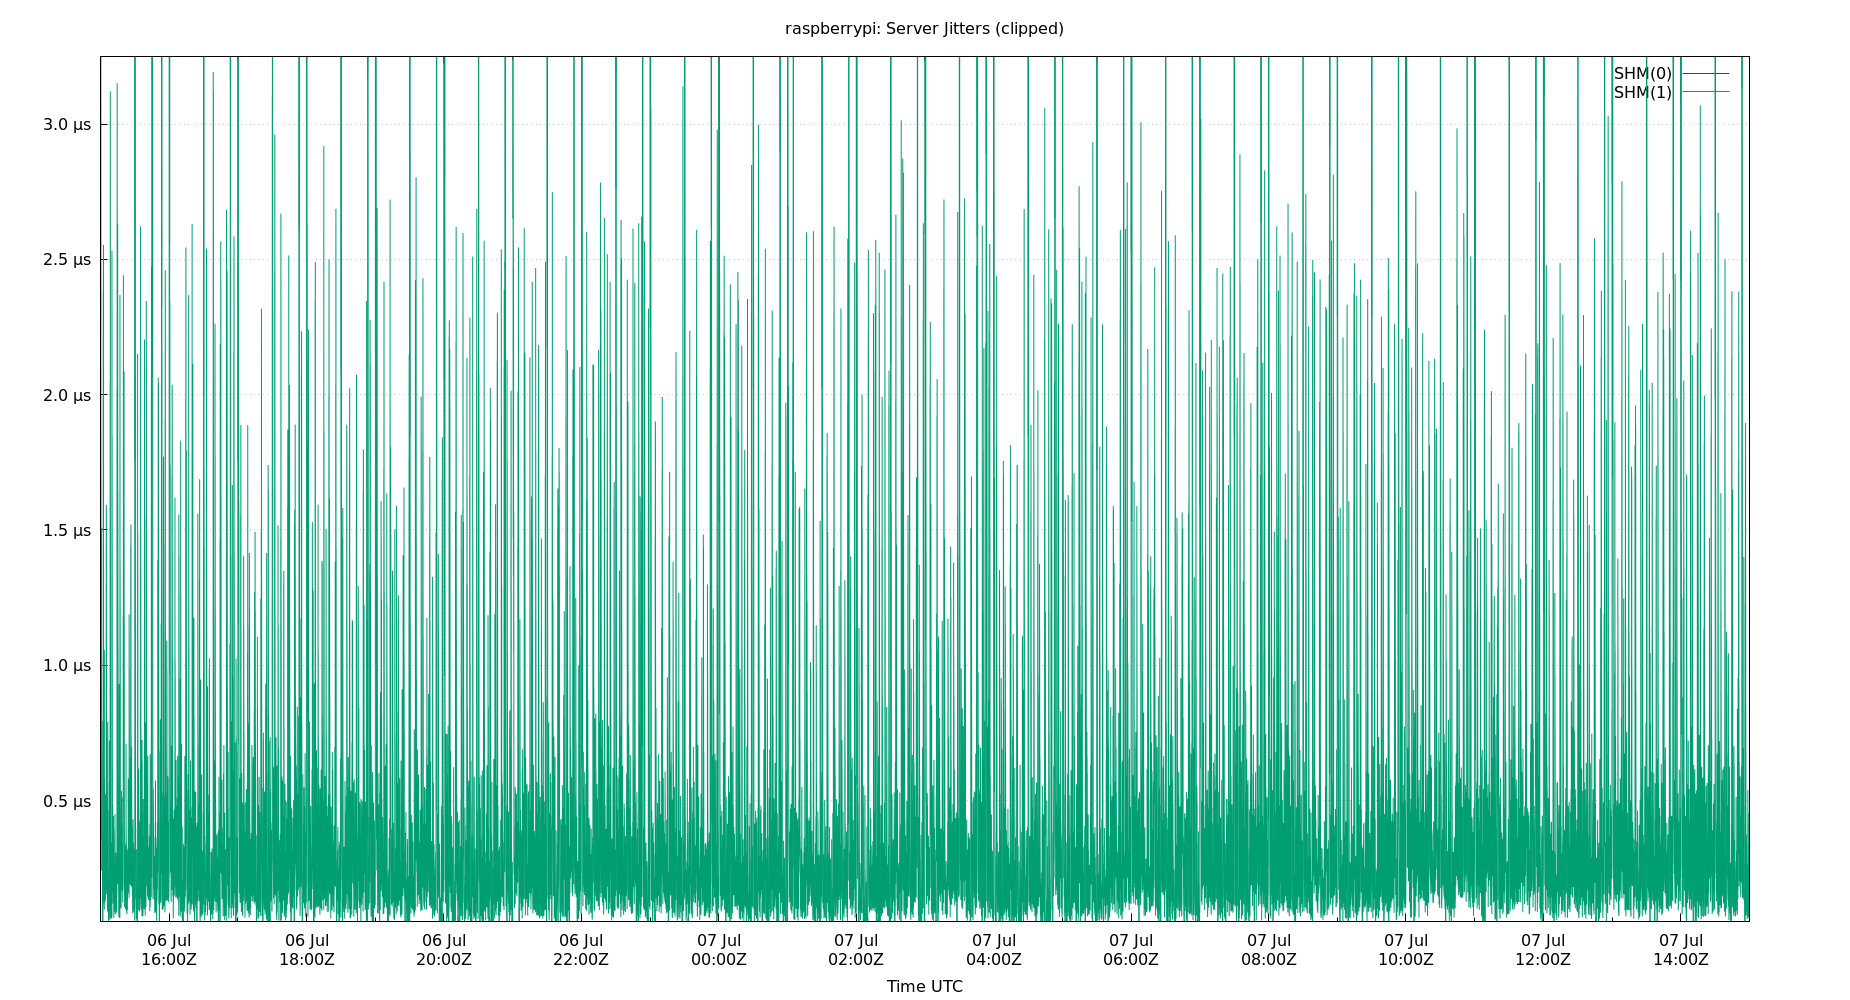 raspberrypi: Server Jitters (clipped)
SHM(0)
SHM(1)
3.0 µs
2.5 µs
2.0 µs
1.5 µs
1.0 µs
0.5 µs
06 Jul 06 Jul 06 Jul 06 Jul 07 Jul 07 Jul 07 Jul 07 Jul 07 Jul 07 Jul 07 Jul 07 Jul
16:00Z 18:00Z 20:00Z 22:00Z 00:00Z 02:00Z 04:00Z 06:00Z 08:00Z 10:00Z 12:00Z 14:00Z
Time UTC